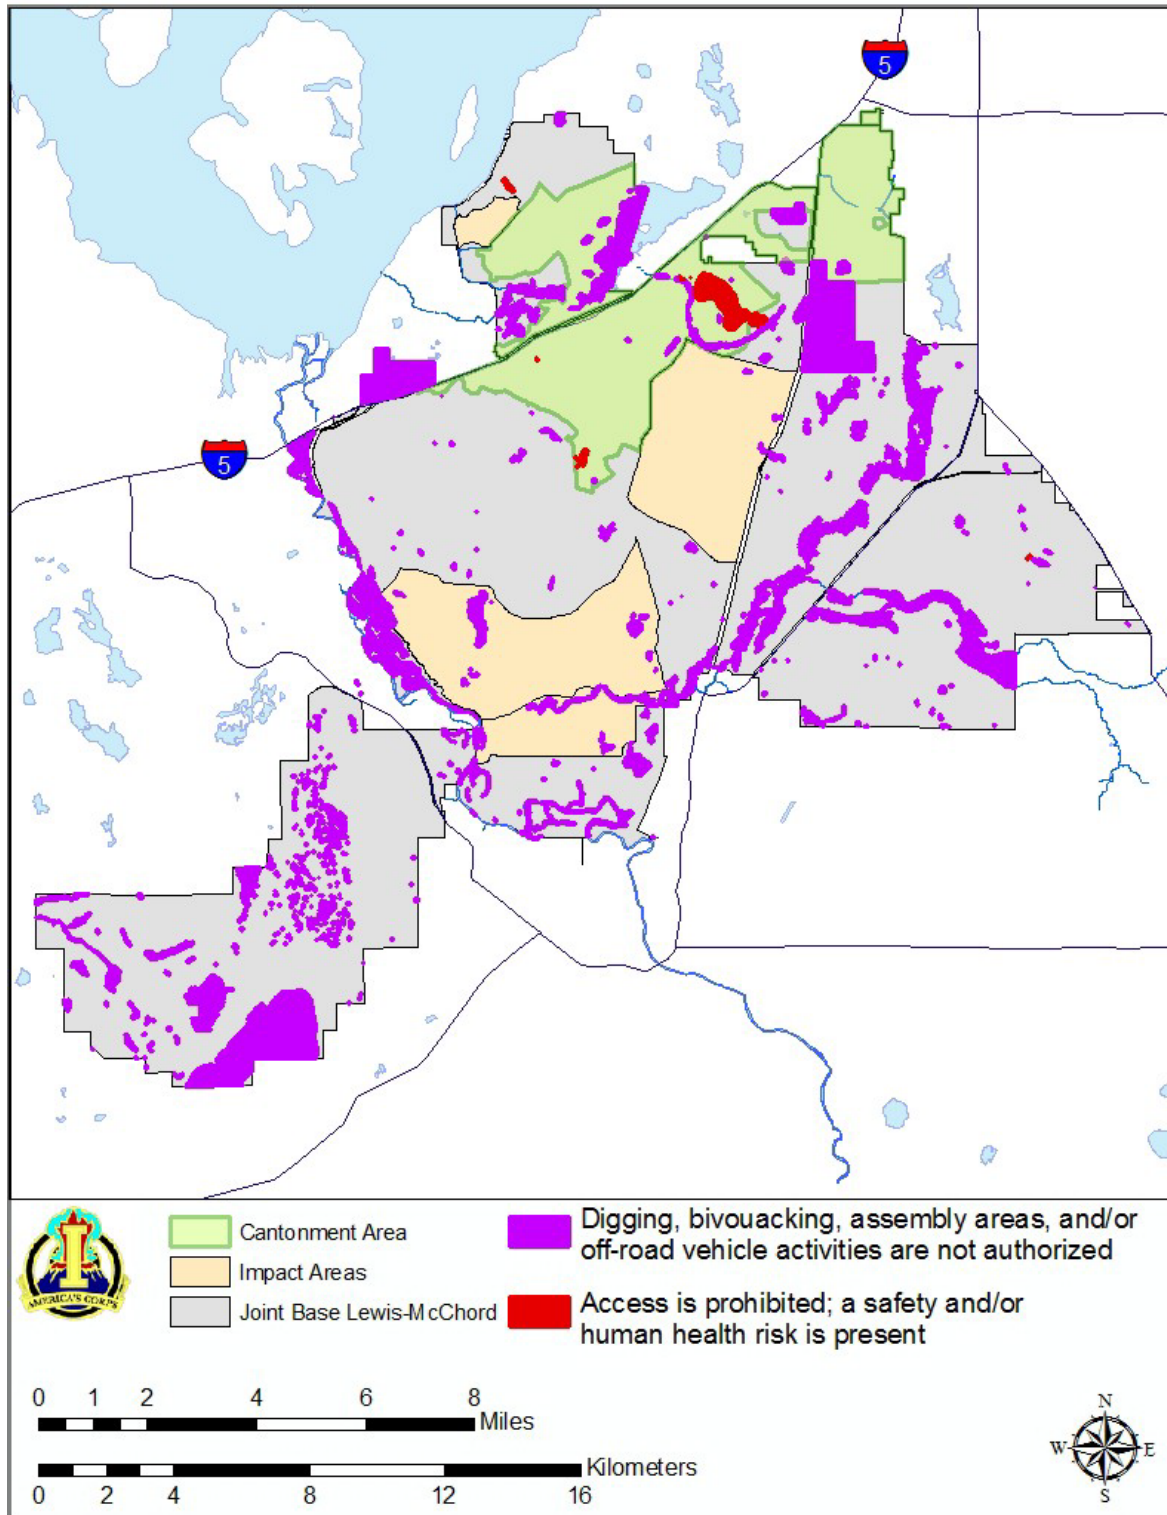 5
5
Cantonment Area
Impact Areas
Joint Base Lewis-McChord
Digging, bivouacking, assembly areas, and/or
off-road vehicle activities are not authorized
Access is prohibited; a safety and/or
human health risk is present
I
AMERICA'S CORPS
0 1 2 4 6 8
Miles
Kilometers
0 2 4 8 12 16
N
W E
S